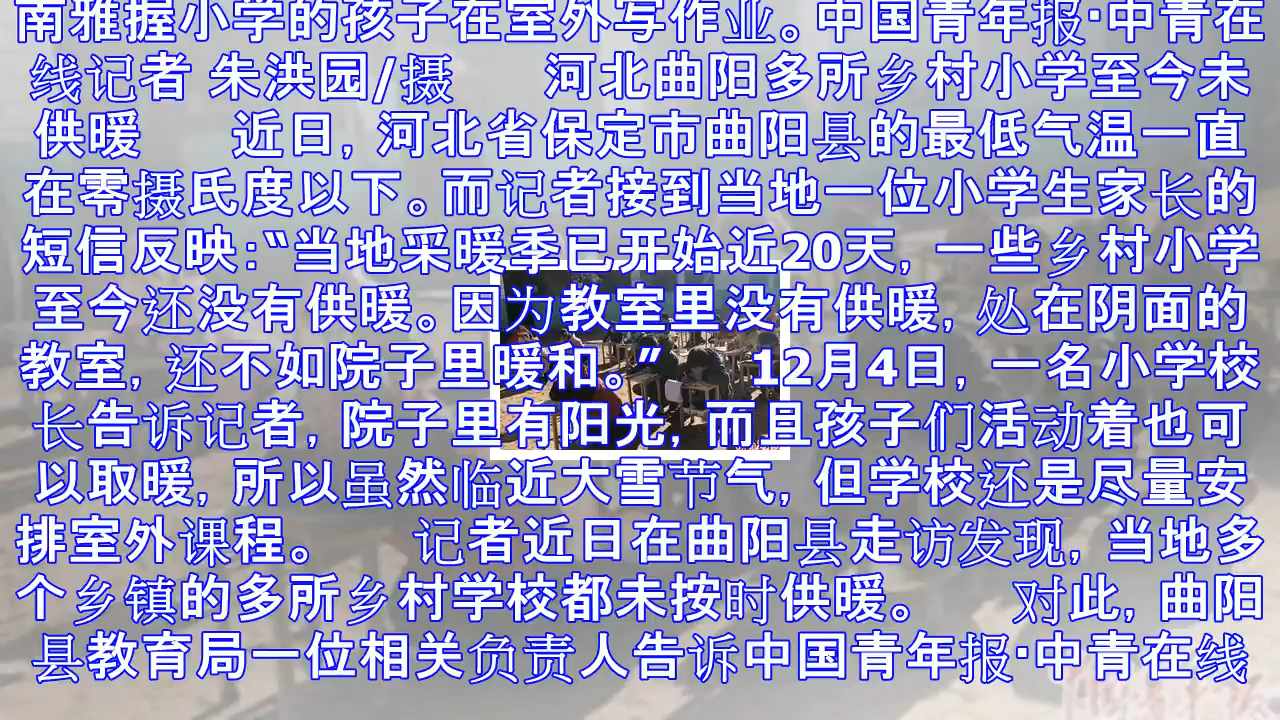 南雅握小学的孩子在室外写作业。中国青年报·中青在
线记者 朱洪园/摄 河北曲阳多所乡村小学至今未
供暖 近日, 河北省保定市曲阳县的最低气温一直
在零摄氏度以下。而记者接到当地一位小学生家长的
短信反映:“当地采暖季已开始近20天, 一些乡村小学
至今还没有供暖。因为教室里没有供暖, 处在阴面的
教室, 还不如院子里暖和。” 12月4日, 一名小学校
长告诉记者, 院子里有阳光, 而且孩子们活动着也可
以取暖, 所以虽然临近大雪节气, 但学校还是尽量安
排室外课程。 记者近日在曲阳县走访发现, 当地多
个乡镇的多所乡村学校都未按时供暖。 对此, 曲阳
县教育局一位相关负责人告诉中国青年报·中青在线